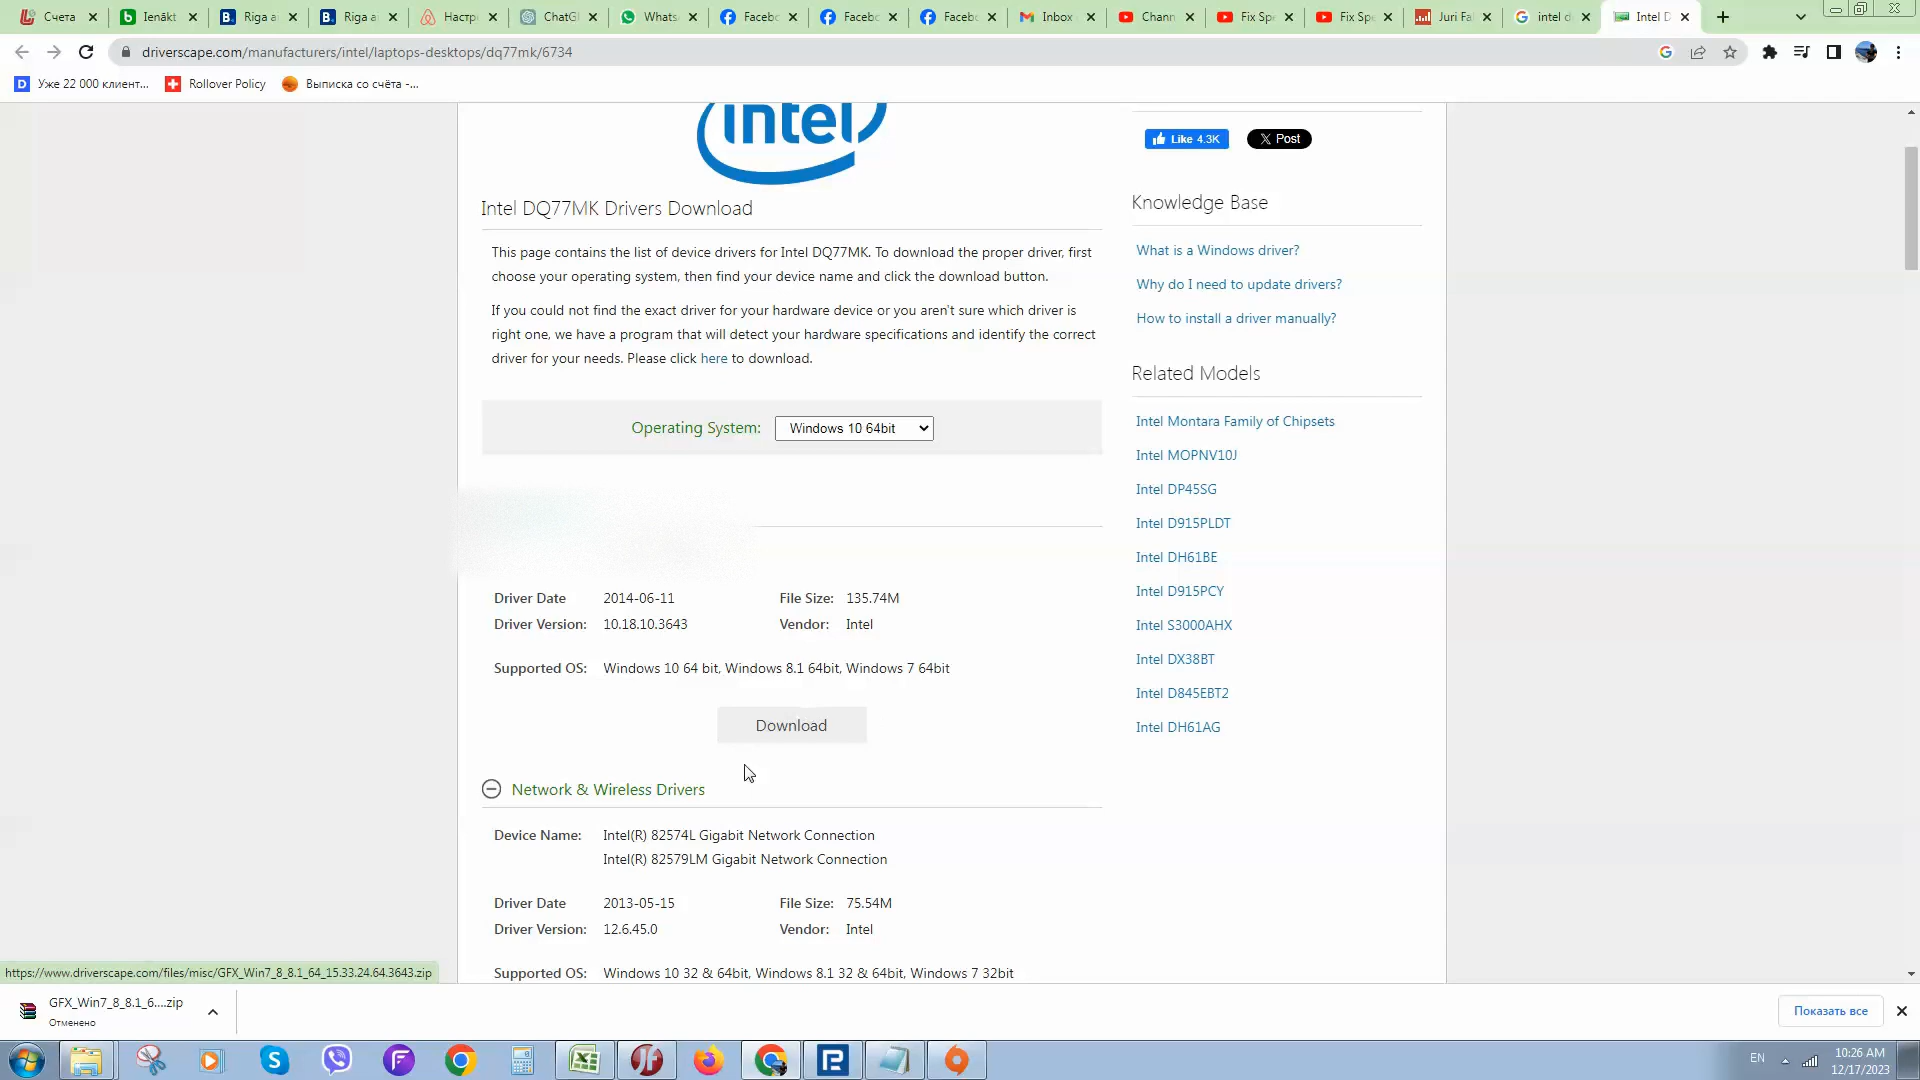 Счета
Ienākt
Riga a
Riga a
Настро
ChatG
Whats
Faceb
Faceb
Faceb
Inbox
Chann
Fix Sp
Fix Sp
Juri Fa
intel d
Intel D
driverscape.com/manufacturers/intel/laptops-desktops/dq77mk/6734
Уже 22 000 клиент...
Rollover Policy
Выписка со счёта -...
intel
Like 4.3K
Post
Intel DQ77MK Drivers Download
This page contains the list of device drivers for Intel DQ77MK. To download the proper driver, first
choose your operating system, then find your device name and click the download button.
If you could not find the exact driver for your hardware device or you aren't sure which driver is
right one, we have a program that will detect your hardware specifications and identify the correct
driver for your needs. Please click here to download.
Operating System: Windows 10 64bit
Driver Date 2014-06-11 File Size: 135.74M
Driver Version: 10.18.10.3643 Vendor: Intel
Supported OS: Windows 10 64 bit, Windows 8.1 64bit, Windows 7 64bit
Download
Network & Wireless Drivers
Device Name: Intel(R) 82574L Gigabit Network Connection
Intel(R) 82579LM Gigabit Network Connection
Driver Date 2013-05-15 File Size: 75.54M
Driver Version: 12.6.45.0 Vendor: Intel
Supported OS: Windows 10 32 & 64bit, Windows 8.1 32 & 64bit, Windows 7 32bit
Knowledge Base
What is a Windows driver?
Why do I need to update drivers?
How to install a driver manually?
Related Models
Intel Montara Family of Chipsets
Intel MOPNV10J
Intel DP45SG
Intel D915PLDT
Intel DH61BE
Intel D915PCY
Intel S3000AHX
Intel DX38BT
Intel D845EBT2
Intel DH61AG
https://www.driverscape.com/files/misc/GFX_Win7_8_8.1_64_15.33.24.64.3643.zip
GFX_Win7_8_8.1_6....zip
Отменено
Показать все
EN
10:26 AM
12/17/2023